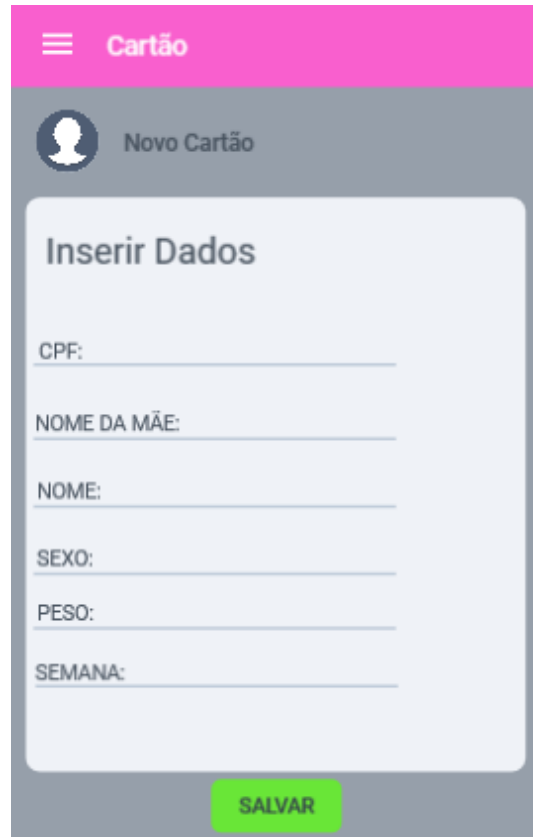 Cartão
Novo Cartão
Inserir Dados
CPF:
NOME DA MÃE:
NOME:
SEXO:
PESO:
SEMANA:
SALVAR